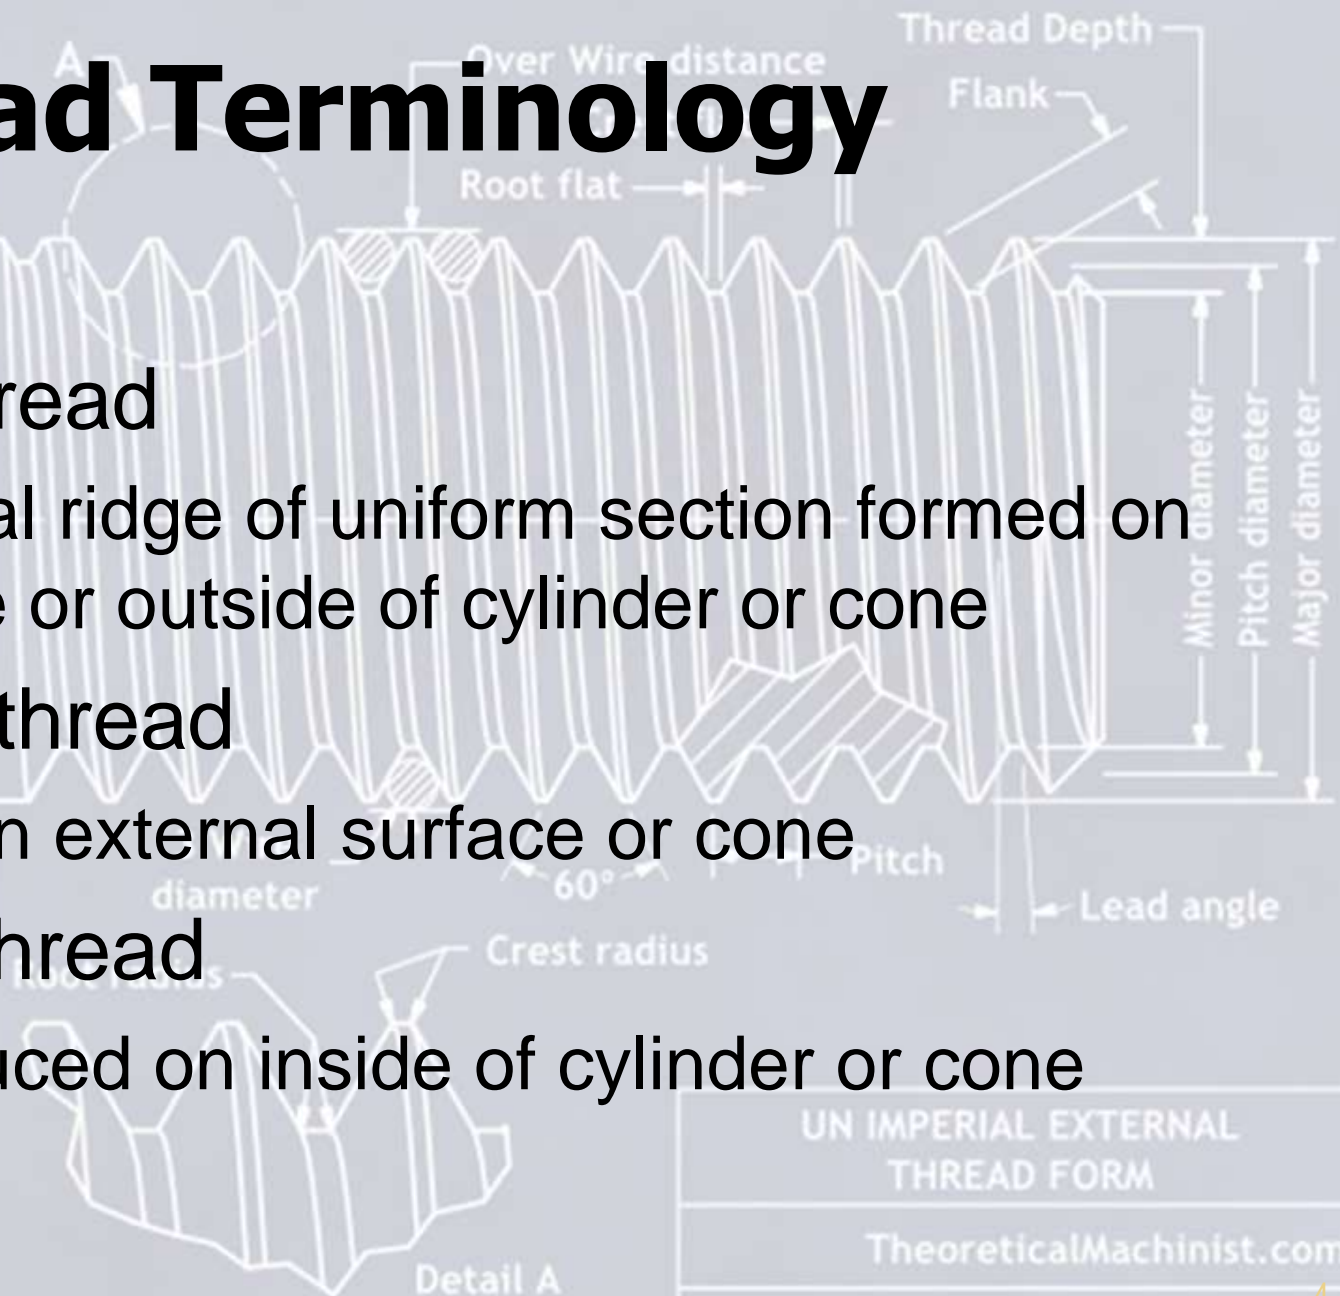 A
Over Wire distance
Thread Depth
ad Terminology
Flank
Root flat
read
al ridge of uniform section formed on
e or outside of cylinder or cone
Minor diameter
Pitch diameter
Major diameter
thread
n external surface or cone
diameter
60°
Pitch
Lead angle
hread
Root radius
Crest radius
uced on inside of cylinder or cone
UN IMPERIAL EXTERNAL
THREAD FORM
TheoreticalMachinist.com
Detail A
4